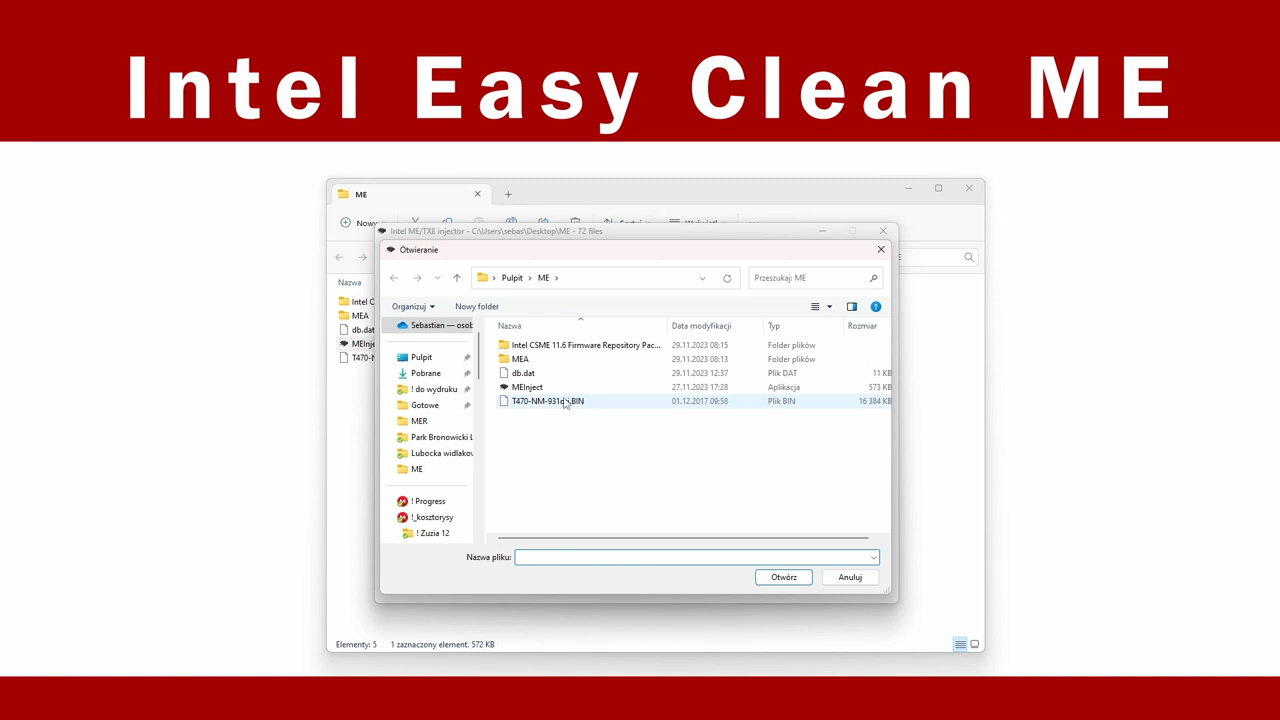 Intel Easy Clean ME
ME
Nowy
Nazwa
Intel C
MEA
db.dat
MEInje
T470-N
Intel ME/TXE injector - C:\Users\sebas\Desktop\ME - 72 files
Otwieranie
Pulpit > ME >
Przeszukaj: ME
Organizuj
Nowy folder
Sebastian — osob
Pulpit
Pobrane
! do wydruku
Gotowe
MER
Park Bronowicki L
Lubocka widlakow
ME
! Progress
!_kosztorysy
! Zuzia 12
Nazwa Data modyfikacji Typ Rozmiar
Intel CSME 11.6 Firmware Repository Pac... 29.11.2023 08:15 Folder plików
MEA 29.11.2023 08:13 Folder plików
db.dat 29.11.2023 12:37 Plik DAT 11 KB
MEInject 27.11.2023 17:28 Aplikacja 573 KB
01.12.2017 09:58 Plik BIN 16 384 KB
Nazwa pliku:
Otwórz
Anuluj
Elementy: 5 1 zaznaczony element. 572 KB